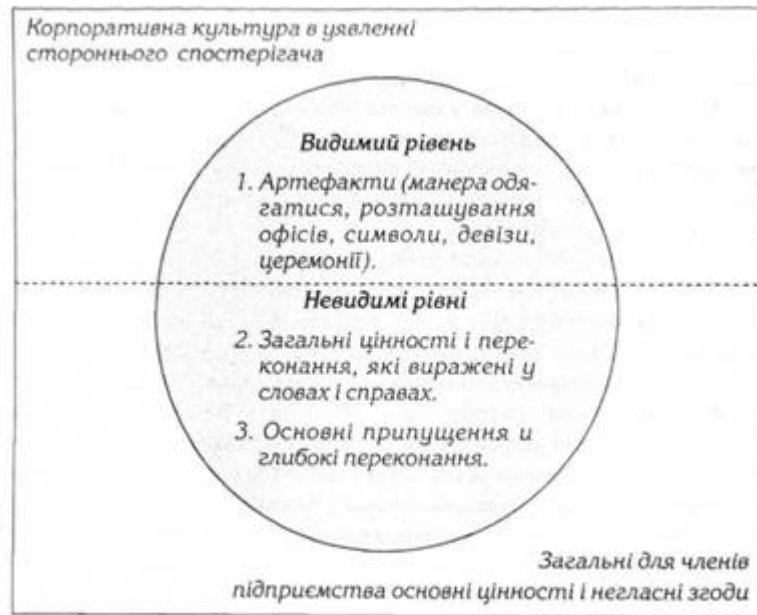 Корпоративна культура в уявленні
стороннього спостерігача
Видимий рівень
1. Артефакти (манера одя-
гатися, розташування
офісів, символи, девізи,
церемонії).
Невидимі рівні
2. Загальні цінності і пере-
конання, які виражені у
словах і справах.
3. Основні припущення и
глибокі переконання.
Загальні для членів
підприємства основні цінності і негласні згоди